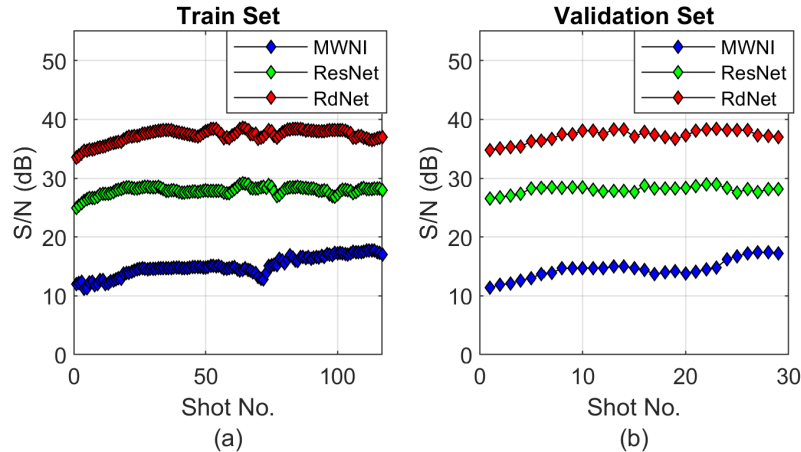 Train Set
MWNI
ResNet
RdNet
S/N (dB)
50
40
30
20
10
0
0
50
100
Shot No.
(a)
Validation Set
MWNI
ResNet
RdNet
S/N (dB)
50
40
30
20
10
0
0
10
20
30
Shot No.
(b)